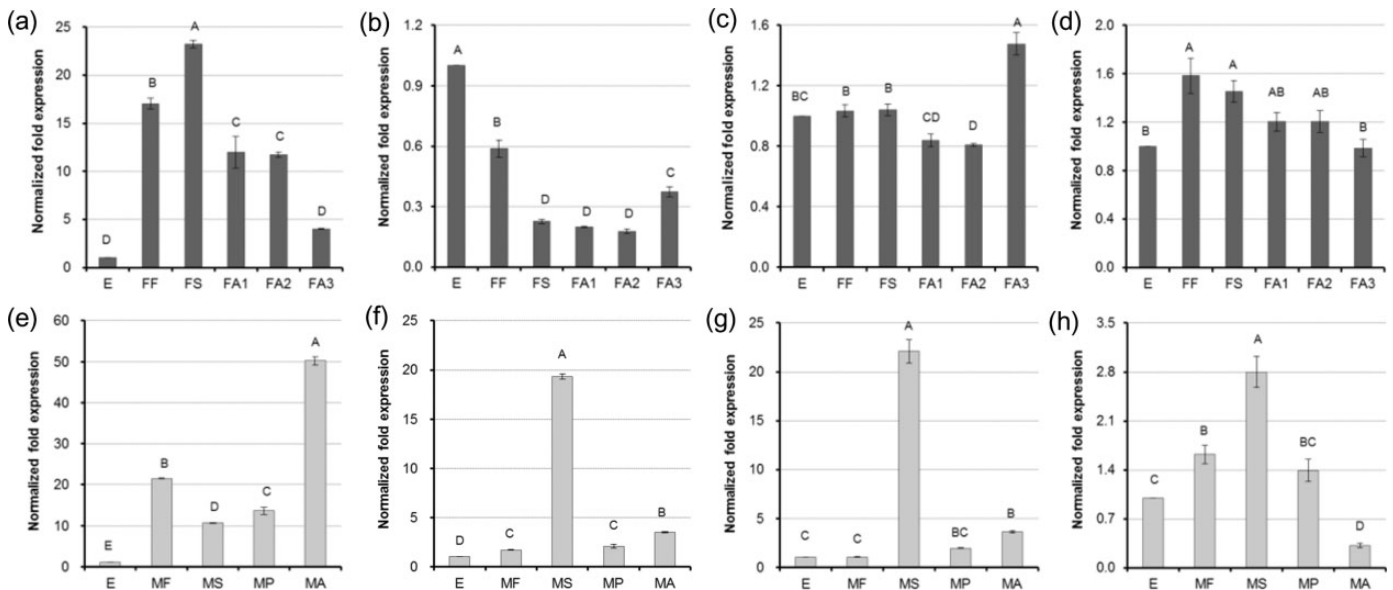 (a)
Normalized fold expression
25
20
15
10
5
0
D
B
A
C
C
D
E FF FS FA1 FA2 FA3
(b)
Normalized fold expression
1.2
0.9
0.6
0.3
0.0
A
B
D
D
D
C
E FF FS FA1 FA2 FA3
(c)
Normalized fold expression
1.6
1.2
0.8
0.4
0.0
BC
B
B
CD
D
A
E FF FS FA1 FA2 FA3
(d)
Normalized fold expression
2.0
1.6
1.2
0.8
0.4
0.0
B
A
A
AB
AB
B
E FF FS FA1 FA2 FA3
(e)
Normalized fold expression
60
50
40
30
20
10
0
E
B
D
C
A
E MF MS MP MA
(f)
Normalized fold expression
25
20
15
10
5
0
D
C
A
C
B
E MF MS MP MA
(g)
Normalized fold expression
25
20
15
10
5
0
C
C
A
BC
B
E MF MS MP MA
(h)
Normalized fold expression
3.5
2.8
2.1
1.4
0.7
0.0
C
B
A
BC
D
E MF MS MP MA